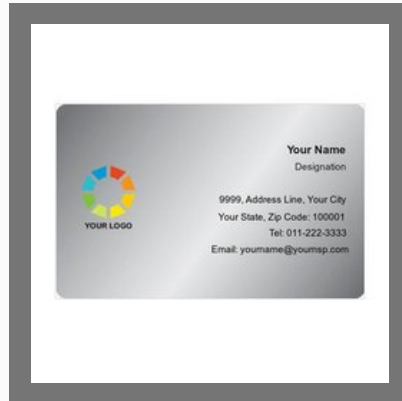 Your Name
Designation
YOUR LOGO
9999, Address Line, Your City
Your State, Zip Code: 100001
Tel: 011-222-3333
Email: yourname@yournsp.com